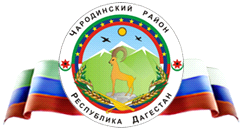 ЧАРОДИНСКИЙ РАЙОН
РЕСПУБЛИКА ДАГЕСТАН